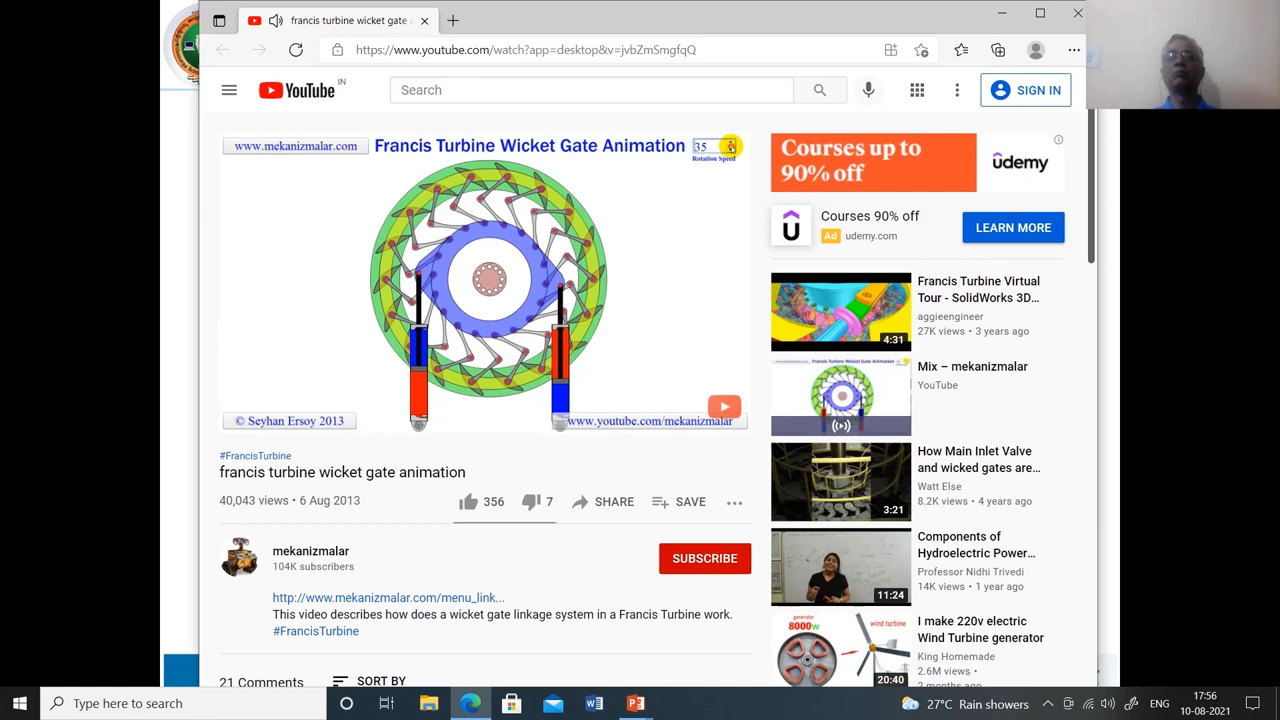 francis turbine wicket gate a
https://www.youtube.com/watch?app=desktop&v=jvbZmSmgfqQ
YouTube IN
Search
SIGN IN
www.mekanizmalar.com
Francis Turbine Wicket Gate Animation
35
Rotation Speed
© Seyhan Ersoy 2013
www.youtube.com/mekanizmalar
#FrancisTurbine
francis turbine wicket gate animation
40,043 views • 6 Aug 2013
356
7
SHARE
SAVE
mekanizmalar
104K subscribers
SUBSCRIBE
http://www.mekanizmalar.com/menu_link...
This video describes how does a wicket gate linkage system in a Francis Turbine work.
#FrancisTurbine
21 Comments
SORT BY
Courses up to
90% off
udemy
Courses 90% off
Ad udemy.com
LEARN MORE
4:31
Francis Turbine Virtual
Tour - SolidWorks 3D...
aggieengineer
27K views • 3 years ago
Mix – mekanizmalar
YouTube
3:21
How Main Inlet Valve
and wicked gates are...
Watt Else
8.2K views • 4 years ago
11:24
Components of
Hydroelectric Power...
Professor Nidhi Trivedi
14K views • 1 year ago
generator
8000w
wind turbine
20:40
I make 220v electric
Wind Turbine generator
King Homemade
2.6M views •
2 months ago
Type here to search
27°C Rain showers
ENG
17:56
10-08-2021